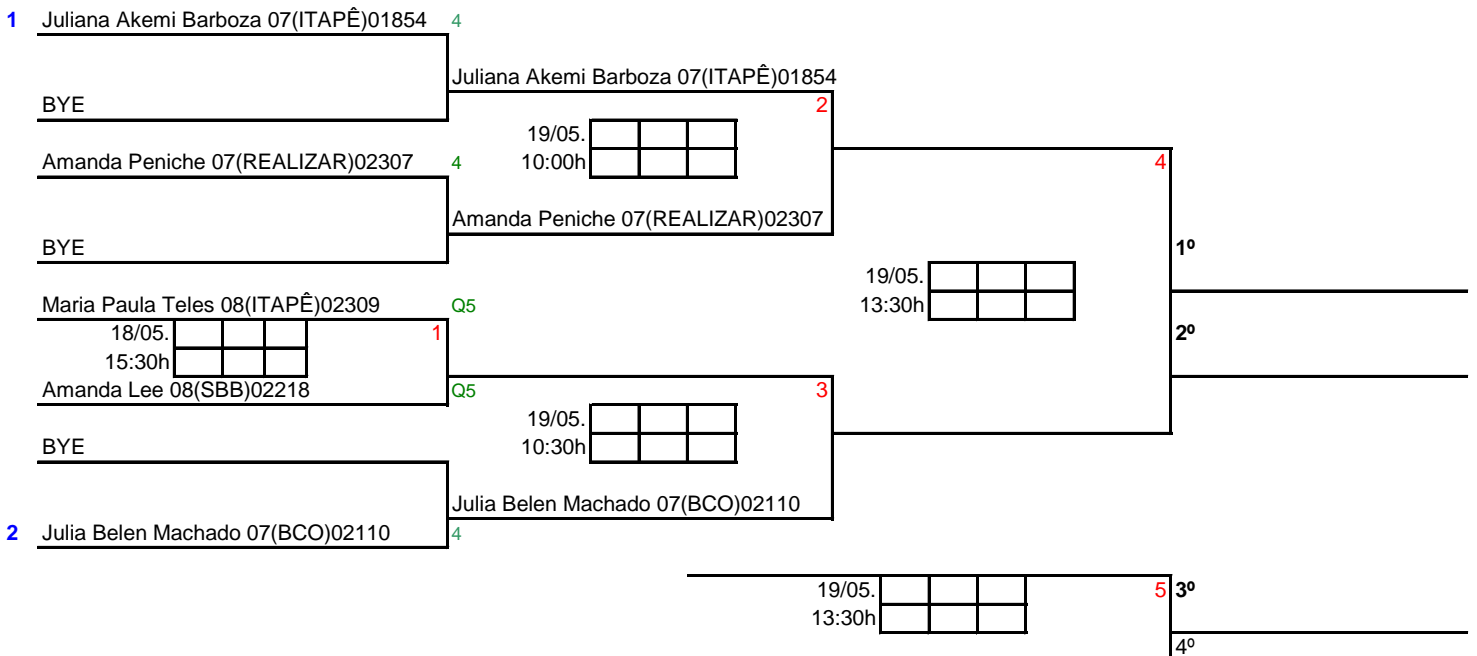 1 Juliana Akemi Barboza 07(ITAPÊ)01854 4
Juliana Akemi Barboza 07(ITAPÊ)01854
BYE 2
19/05.
10:00h
Amanda Peniche 07(REALIZAR)02307 4
4
Amanda Peniche 07(REALIZAR)02307
BYE
1º
19/05.
13:30h
Maria Paula Teles 08(ITAPÊ)02309 Q5
18/05. 1
15:30h
2º
Amanda Lee 08(SBB)02218 Q5
3
19/05.
10:30h
BYE
Julia Belen Machado 07(BCO)02110
2 Julia Belen Machado 07(BCO)02110 4
19/05. 5 3º
13:30h
4º